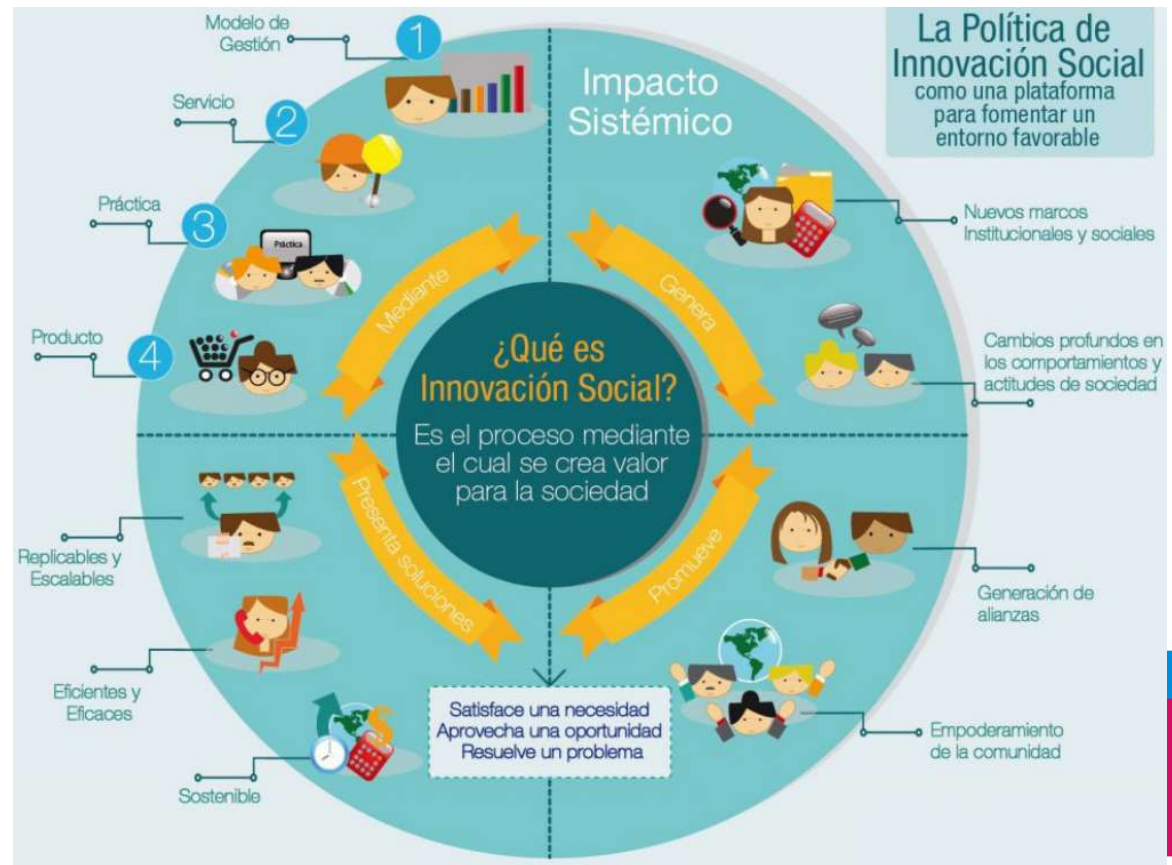 La Política de
Innovación Social
como una plataforma
para fomentar un
entorno favorable
Modelo de
Gestión
1
Servicio
2
Práctica
3
Práctica
Producto
4
Mediante
Impacto
Sistémico
Genera
Nuevos marcos
Institucionales y sociales
Cambios profundos en
los comportamientos y
actitudes de sociedad
¿Qué es
Innovación Social?
Es el proceso mediante
el cual se crea valor
para la sociedad
Presenta soluciones
Replicables y
Escalables
Eficientes y
Eficaces
Sostenible
Promueve
Generación de
alianzas
Empoderamiento
de la comunidad
Satisface una necesidad
Aprovecha una oportunidad
Resuelve un problema